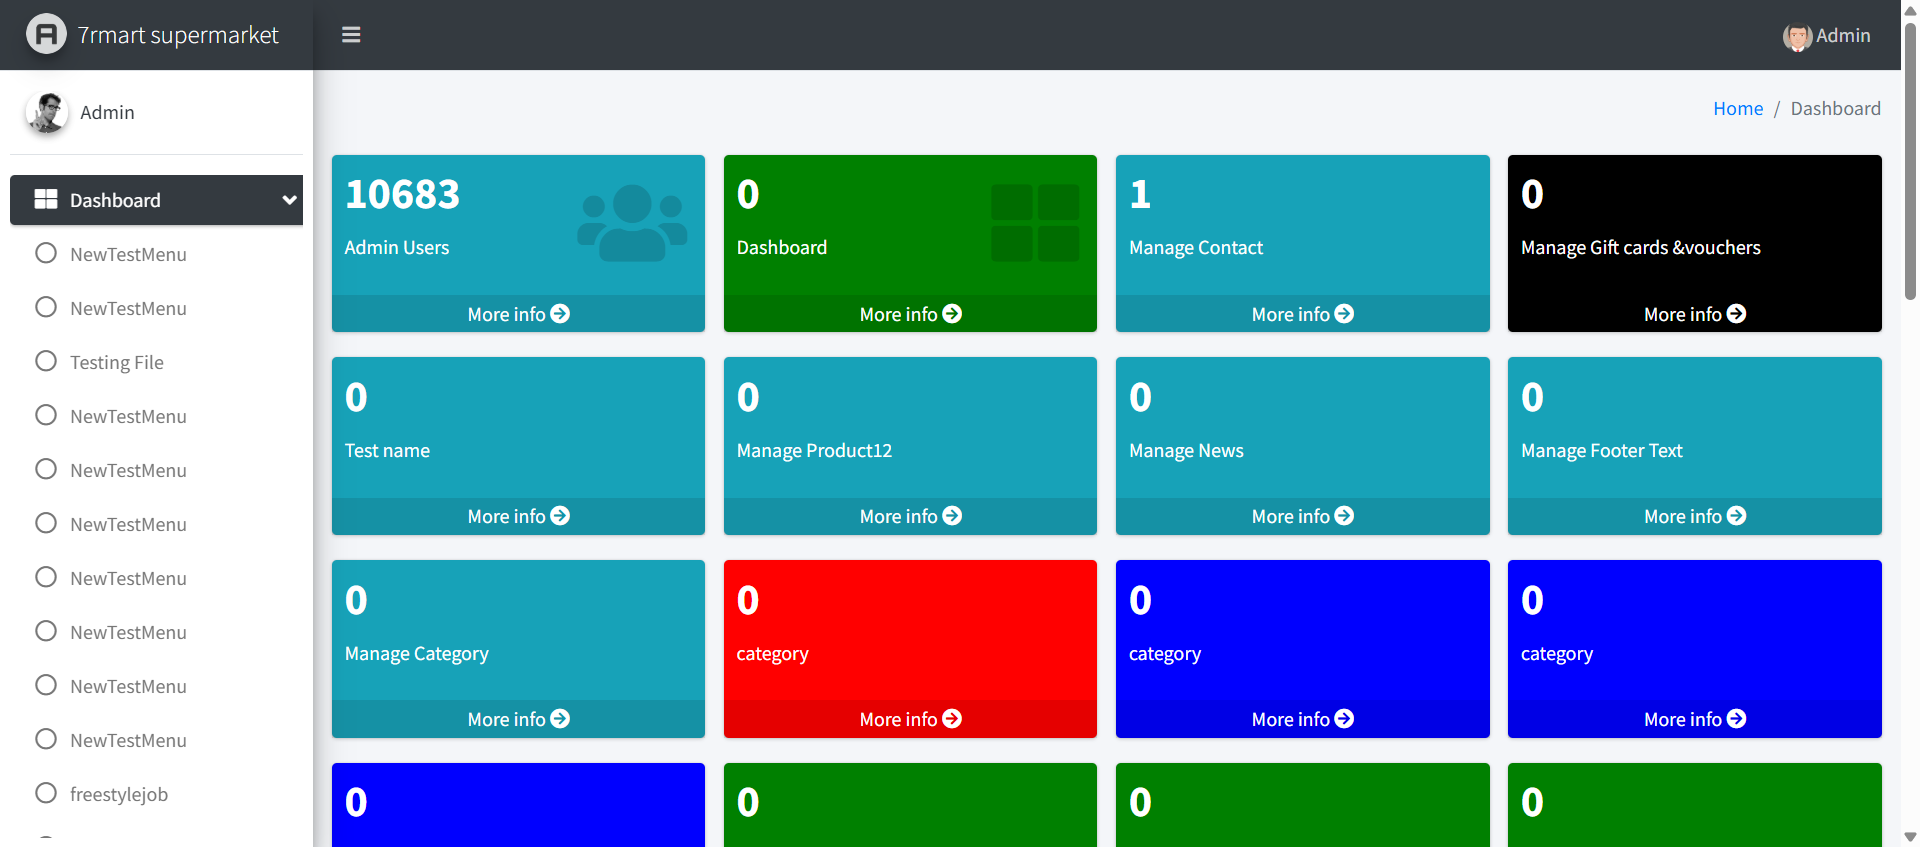 7rmart supermarket
Admin
Admin
Home / Dashboard
Dashboard
NewTestMenu
NewTestMenu
Testing File
NewTestMenu
NewTestMenu
NewTestMenu
NewTestMenu
NewTestMenu
NewTestMenu
NewTestMenu
freestylejob
10683
Admin Users
More info
0
Dashboard
More info
1
Manage Contact
More info
0
Manage Gift cards &vouchers
More info
0
Test name
More info
0
Manage Product12
More info
0
Manage News
More info
0
Manage Footer Text
More info
0
Manage Category
More info
0
category
More info
0
category
More info
0
category
More info
0
0
0
0